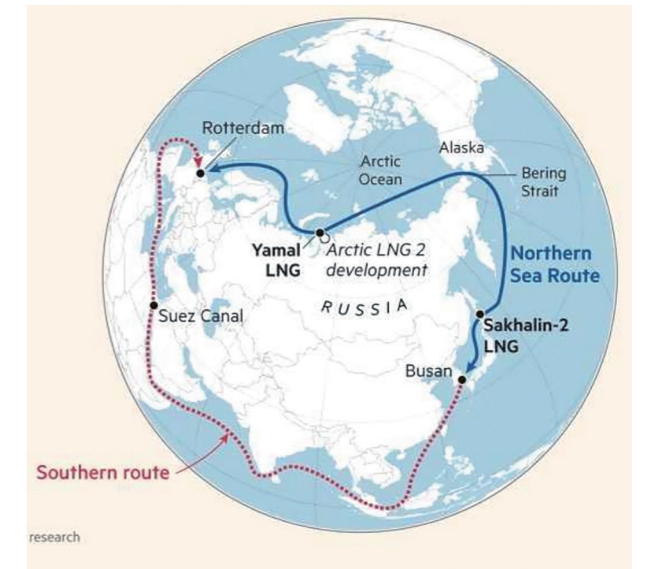 Rotterdam
Alaska
Arctic
Ocean
Bering
Strait
Yamal
LNG
Arctic LNG 2
development
Northern
Sea Route
RUSSIA
Suez Canal
Sakhalin-2
LNG
Busan
Southern route
research